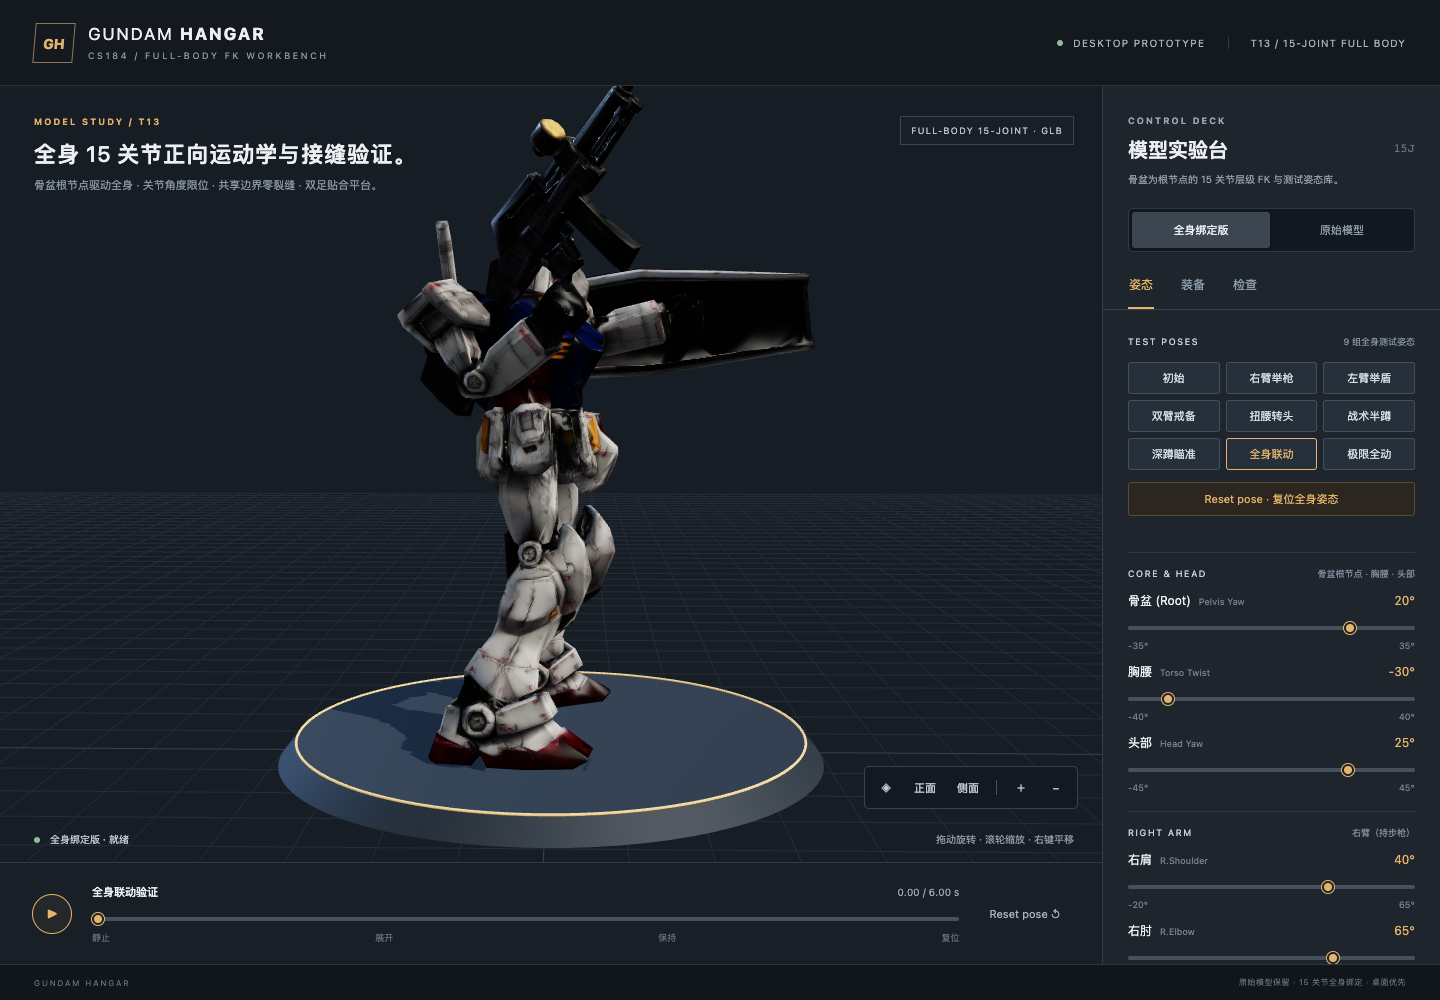 GH
GUNDAM HANGAR
CS184 / FULL-BODY FK WORKBENCH
DESKTOP PROTOTYPE
T13 / 15-JOINT FULL BODY
MODEL STUDY / T13
全身 15 关节正向运动学与接缝验证。
骨盆根节点驱动全身 · 关节角度限位 · 共享边界零裂缝 · 双足贴合平台。
FULL-BODY 15-JOINT · GLB
正面 侧面 + −
全身绑定版 · 就绪
拖动旋转 · 滚轮缩放 · 右键平移
全身联动验证
0.00 / 6.00 s
静止 展开 保持 复位
Reset pose ↺
CONTROL DECK
模型实验台
15J
骨盆为根节点的 15 关节层级 FK 与测试姿态库。
全身绑定版 原始模型
姿态 装备 检查
TEST POSES
9 组全身测试姿态
初始 右臂举枪 左臂举盾
双臂戒备 扭腰转头 战术半蹲
深蹲瞄准 全身联动 极限全动
Reset pose · 复位全身姿态
CORE & HEAD
骨盆根节点 · 胸腰 · 头部
骨盆 (Root) Pelvis Yaw 20°
-35° 35°
胸腰 Torso Twist -30°
-40° 40°
头部 Head Yaw 25°
-45° 45°
RIGHT ARM
右臂（持步枪）
右肩 R.Shoulder 40°
-20° 65°
右肘 R.Elbow 65°
GUNDAM HANGAR
原始模型保留 · 15 关节全身绑定 · 桌面优先